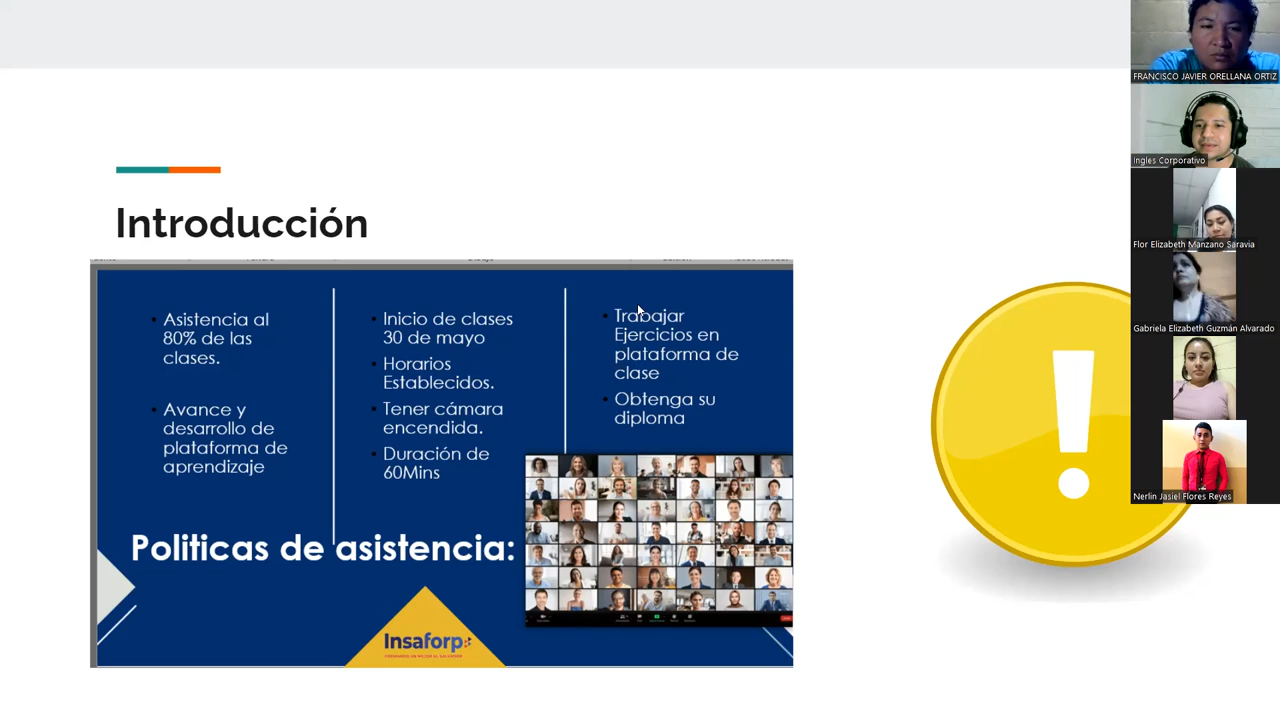 Introducción
Asistencia al
80% de las
clases.
Avance y
desarrollo de
plataforma de
aprendizaje
Inicio de clases
30 de mayo
Horarios
Establecidos.
Tener cámara
encendida.
Duración de
60Mins
Trabajar
Ejercicios en
plataforma de
clase
Obtenga su
diploma
Politicas de asistencia:
Insaforp
FRANCISCO JAVIER ORELLANA ORTIZ
Ingles Corporativo
Flor Elizabeth Manzano Saravia
Gabriela Elizabeth Guzmán Alvarado
Nerlin Jasiel Flores Reyes